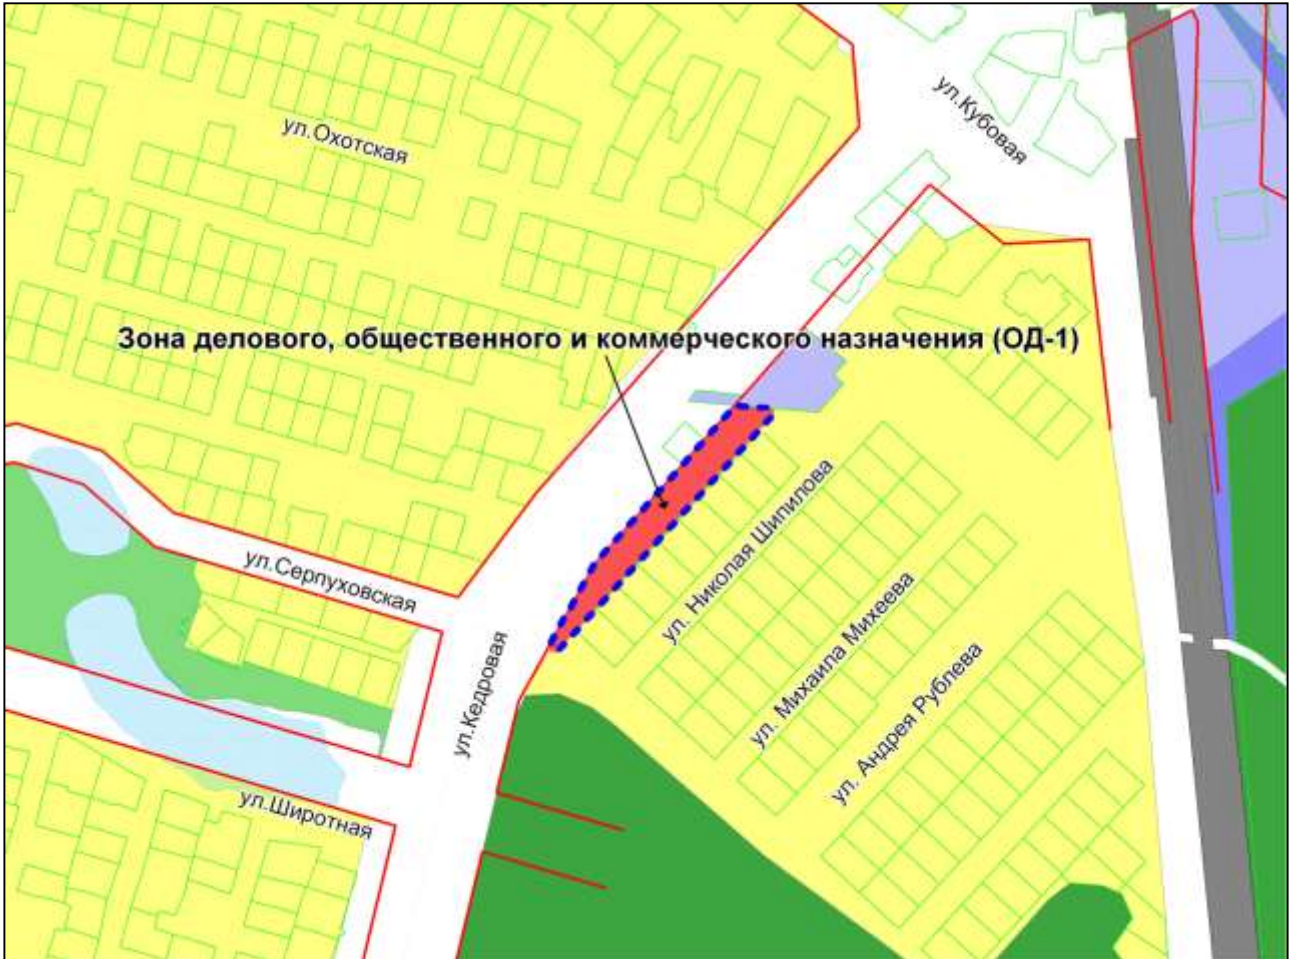 ул.Кубовая
ул.Охотская
Зона делового, общественного и коммерческого назначения (ОД-1)
ул. Николая Шипилова
ул.Серпуховская
ул. Михаила Михеева
ул.Кедровая
ул. Андрея Рублева
ул.Широтная